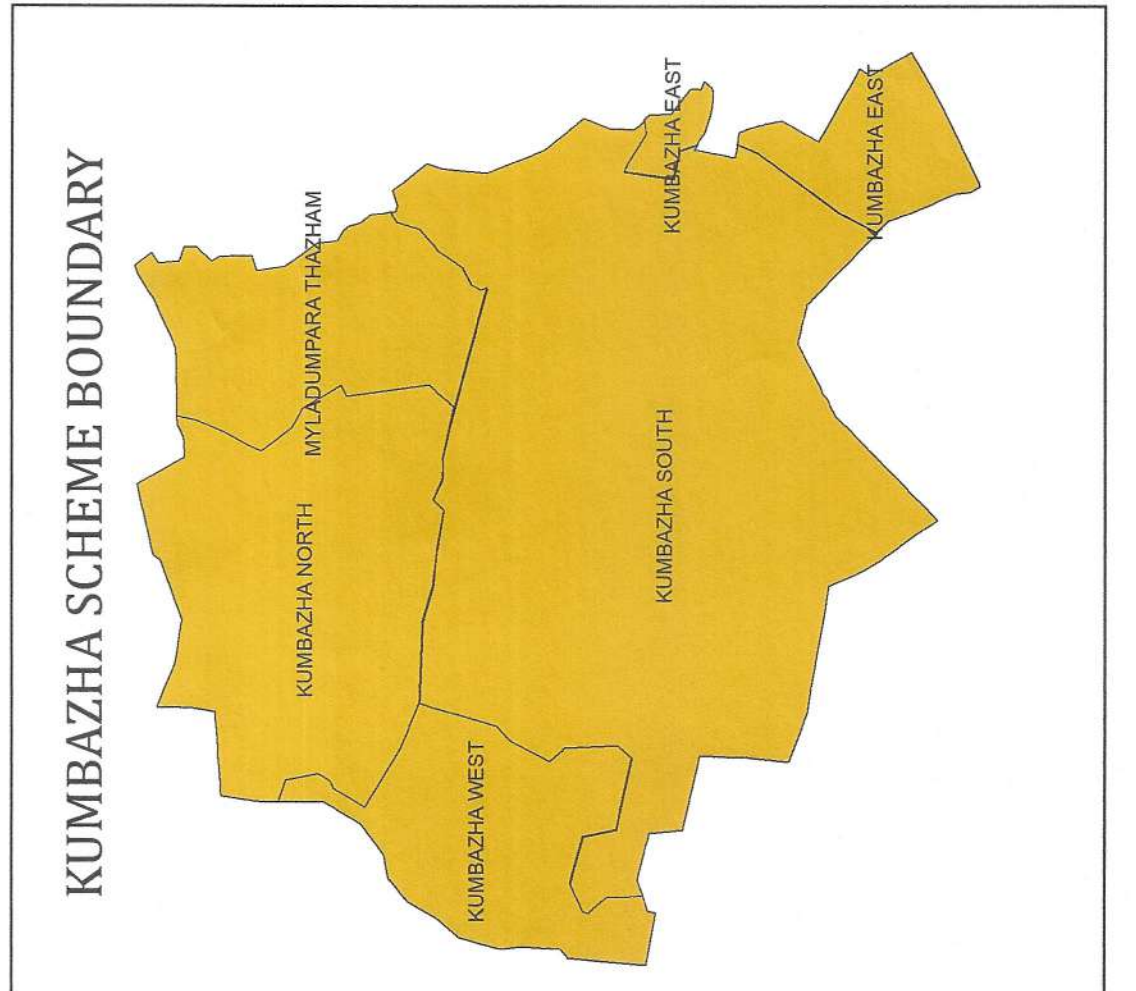 KUMBAZHA SCHEME BOUNDARY
MYLADUMPARA THAZHAM
KUMBAZHA NORTH
KUMBAZHA WEST
KUMBAZHA SOUTH
KUMBAZHA EAST
KUMBAZHA EAST